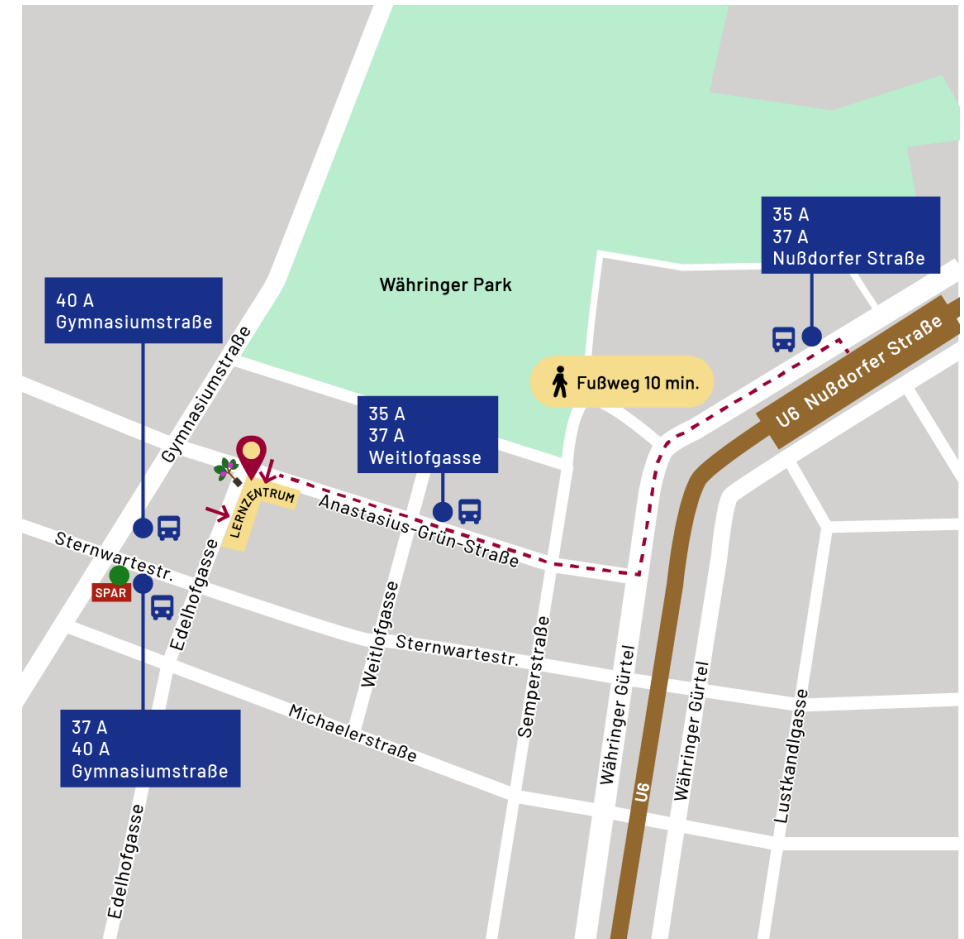 35 A
37 A
Nußdorfer Straße
Währinger Park
40 A
Gymnasiumstraße
Gymnasiumstraße
U6 Nußdorfer Straße
Fußweg 10 min.
35 A
37 A
Weitlofgasse
LERNZENTRUM
Anastasius-Grün-Straße
Sternwartestr.
SPAR
Edelhofgasse
Weitlofgasse
Sternwartestr.
Semperstraße
Währinger Gürtel
Währinger Gürtel
Lustkandlgasse
Michaelerstraße
37 A
40 A
Gymnasiumstraße
U6
Edelhofgasse